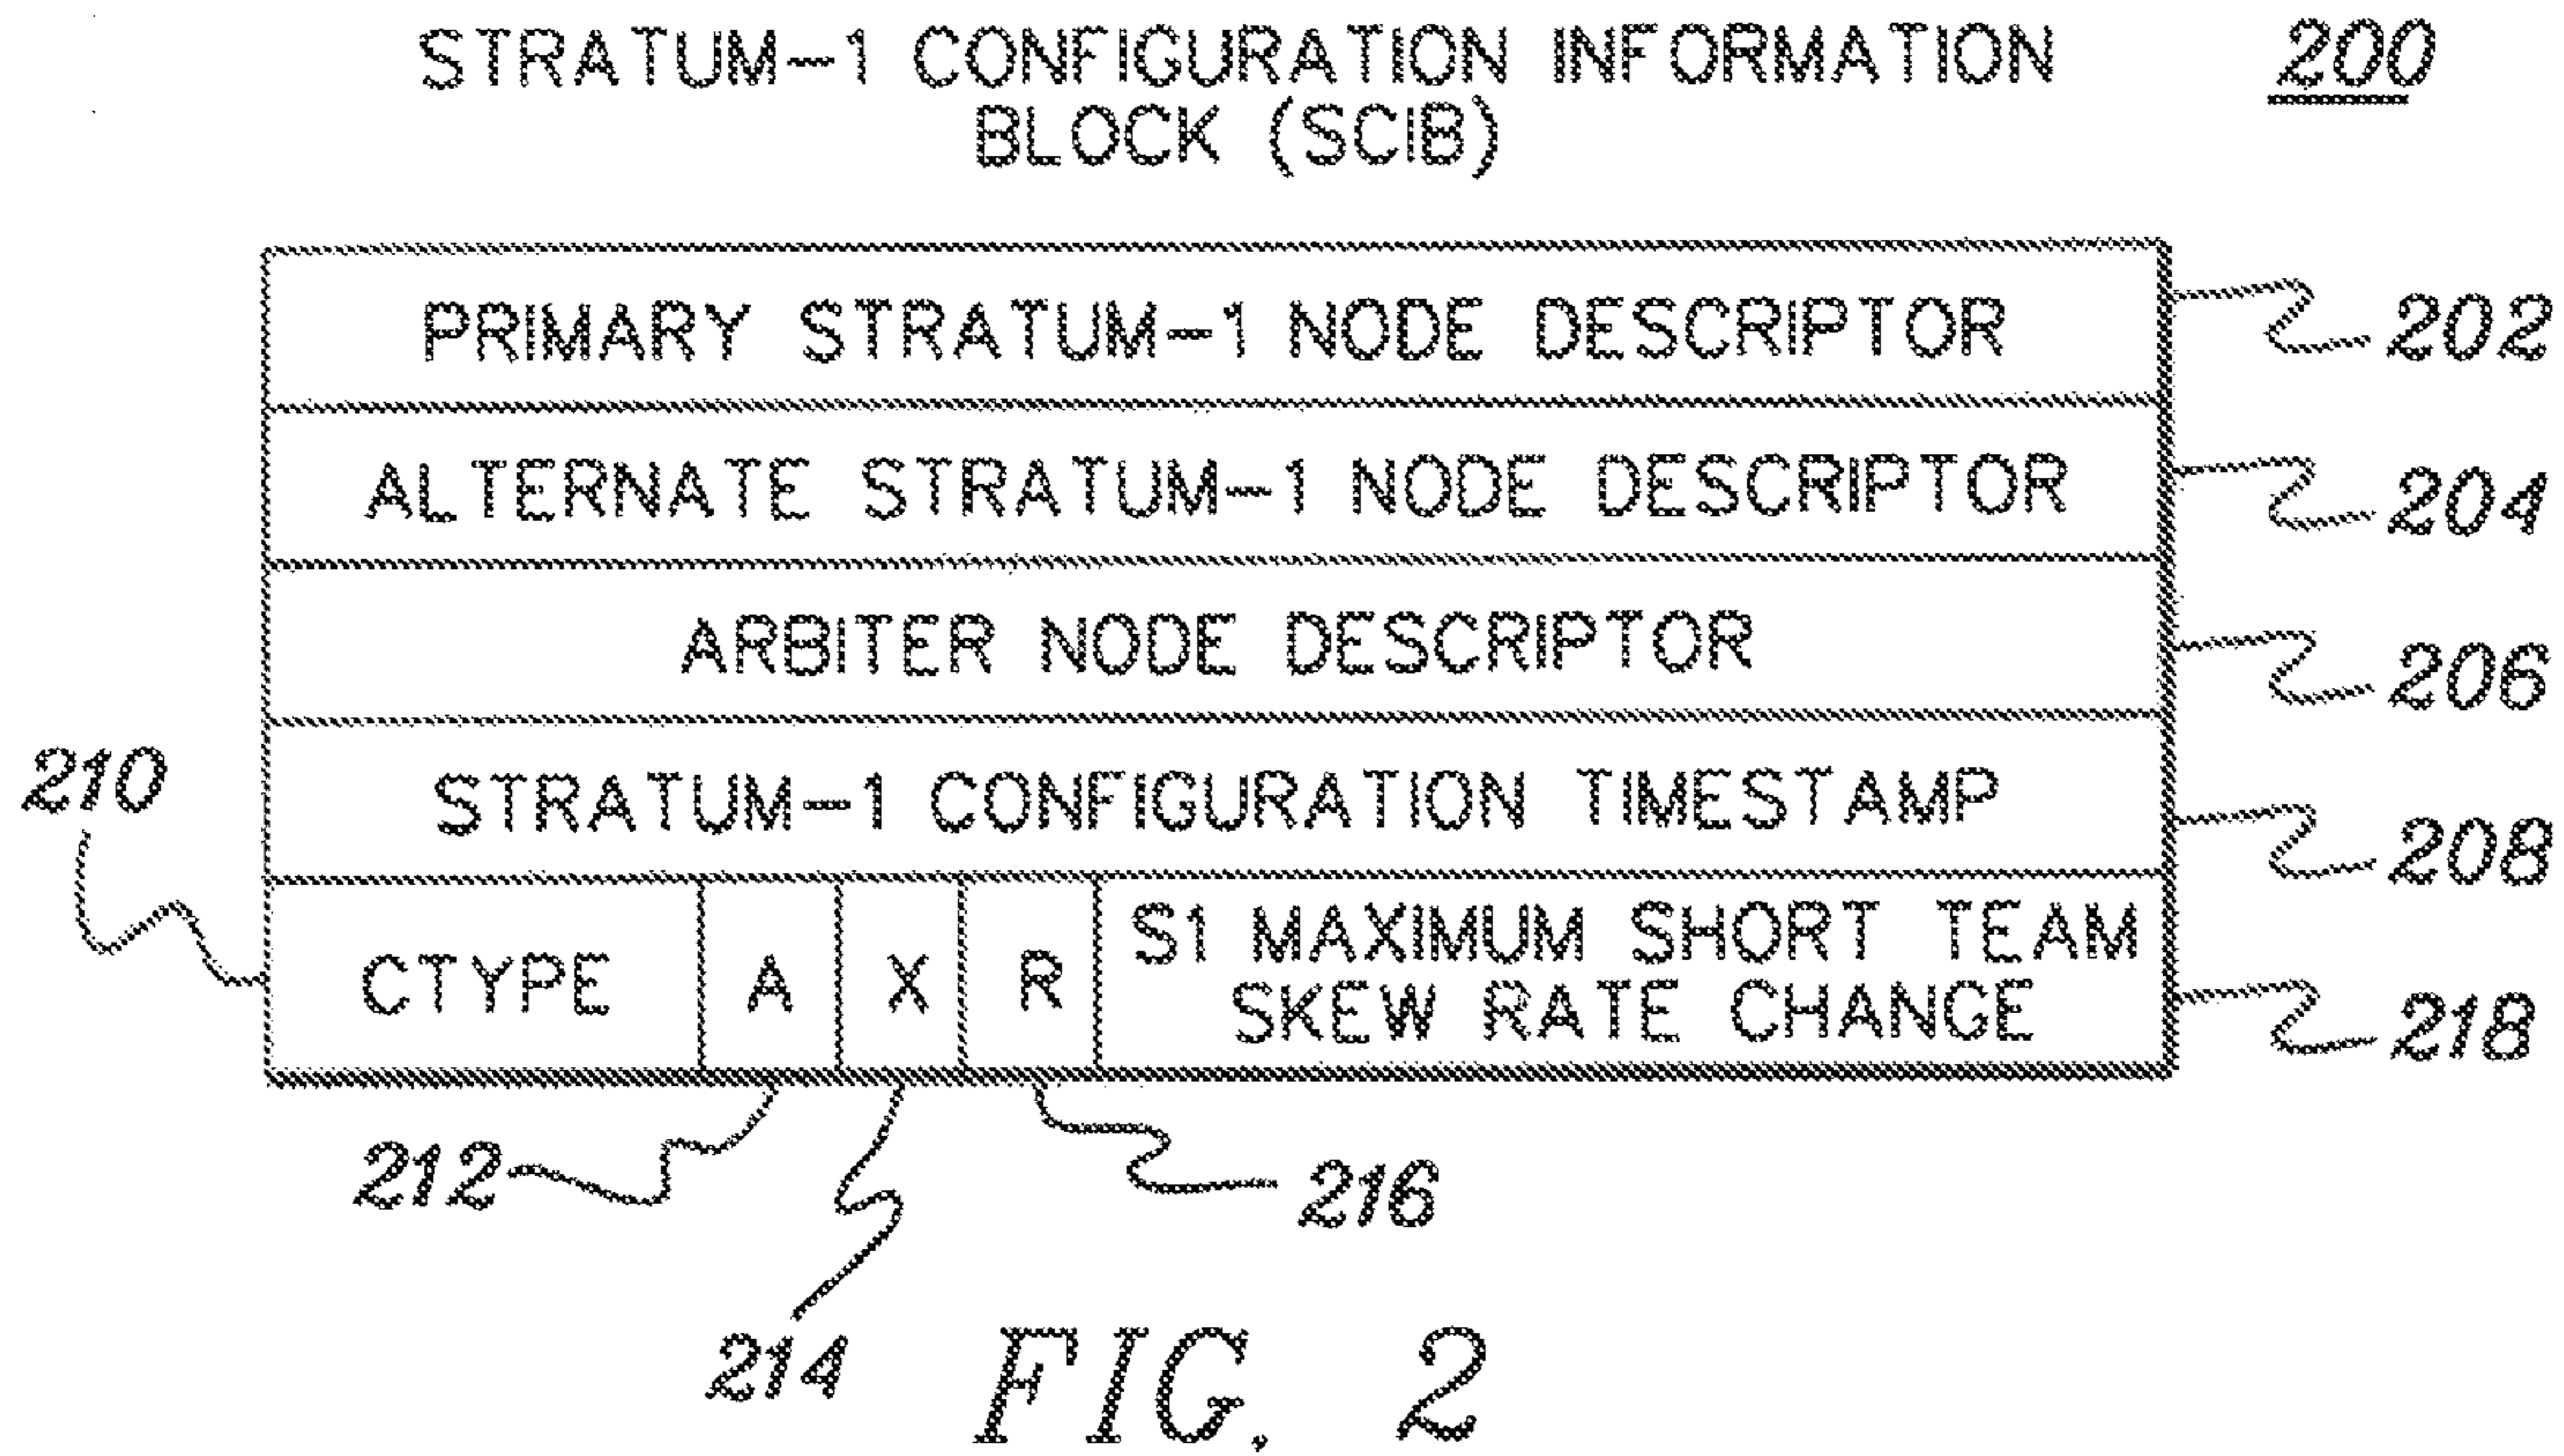 STRATUM-1 CONFIGURATION INFORMATION 200
BLOCK (SCIB)
PRIMARY STRATUM-1 NODE DESCRIPTOR 202
ALTERNATE STRATUM-1 NODE DESCRIPTOR 204
ARBITER NODE DESCRIPTOR 206
210 STRATUM-1 CONFIGURATION TIMESTAMP 208
CTYPE A X R S1 MAXIMUM SHORT TEAM
SKEW RATE CHANGE 218
212 216
214
FIG. 2